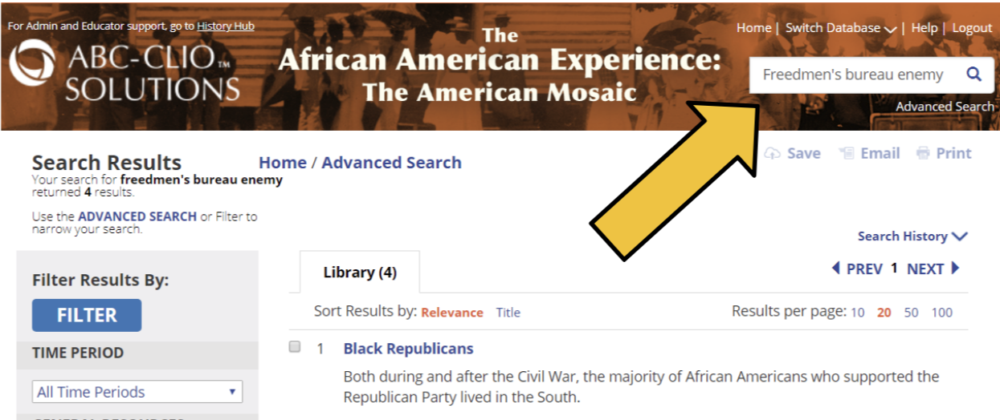 For Admin and Educator support, go to History Hub
ABC-CLIO™
SOLUTIONS
The
African American Experience:
The American Mosaic
Home | Switch Database | Help | Logout
Freedmen's bureau enemy
Advanced Search
Search Results
Your search for freedmen's bureau enemy
returned 4 results.
Use the ADVANCED SEARCH or Filter to
narrow your search.
Home / Advanced Search
Save Email Print
Search History
PREV 1 NEXT
Filter Results By:
FILTER
TIME PERIOD
All Time Periods
GENERAL RESOURCES
Library (4)
Sort Results by: Relevance Title
Results per page: 10 20 50 100
1 Black Republicans
Both during and after the Civil War, the majority of African Americans who supported the
Republican Party lived in the South.